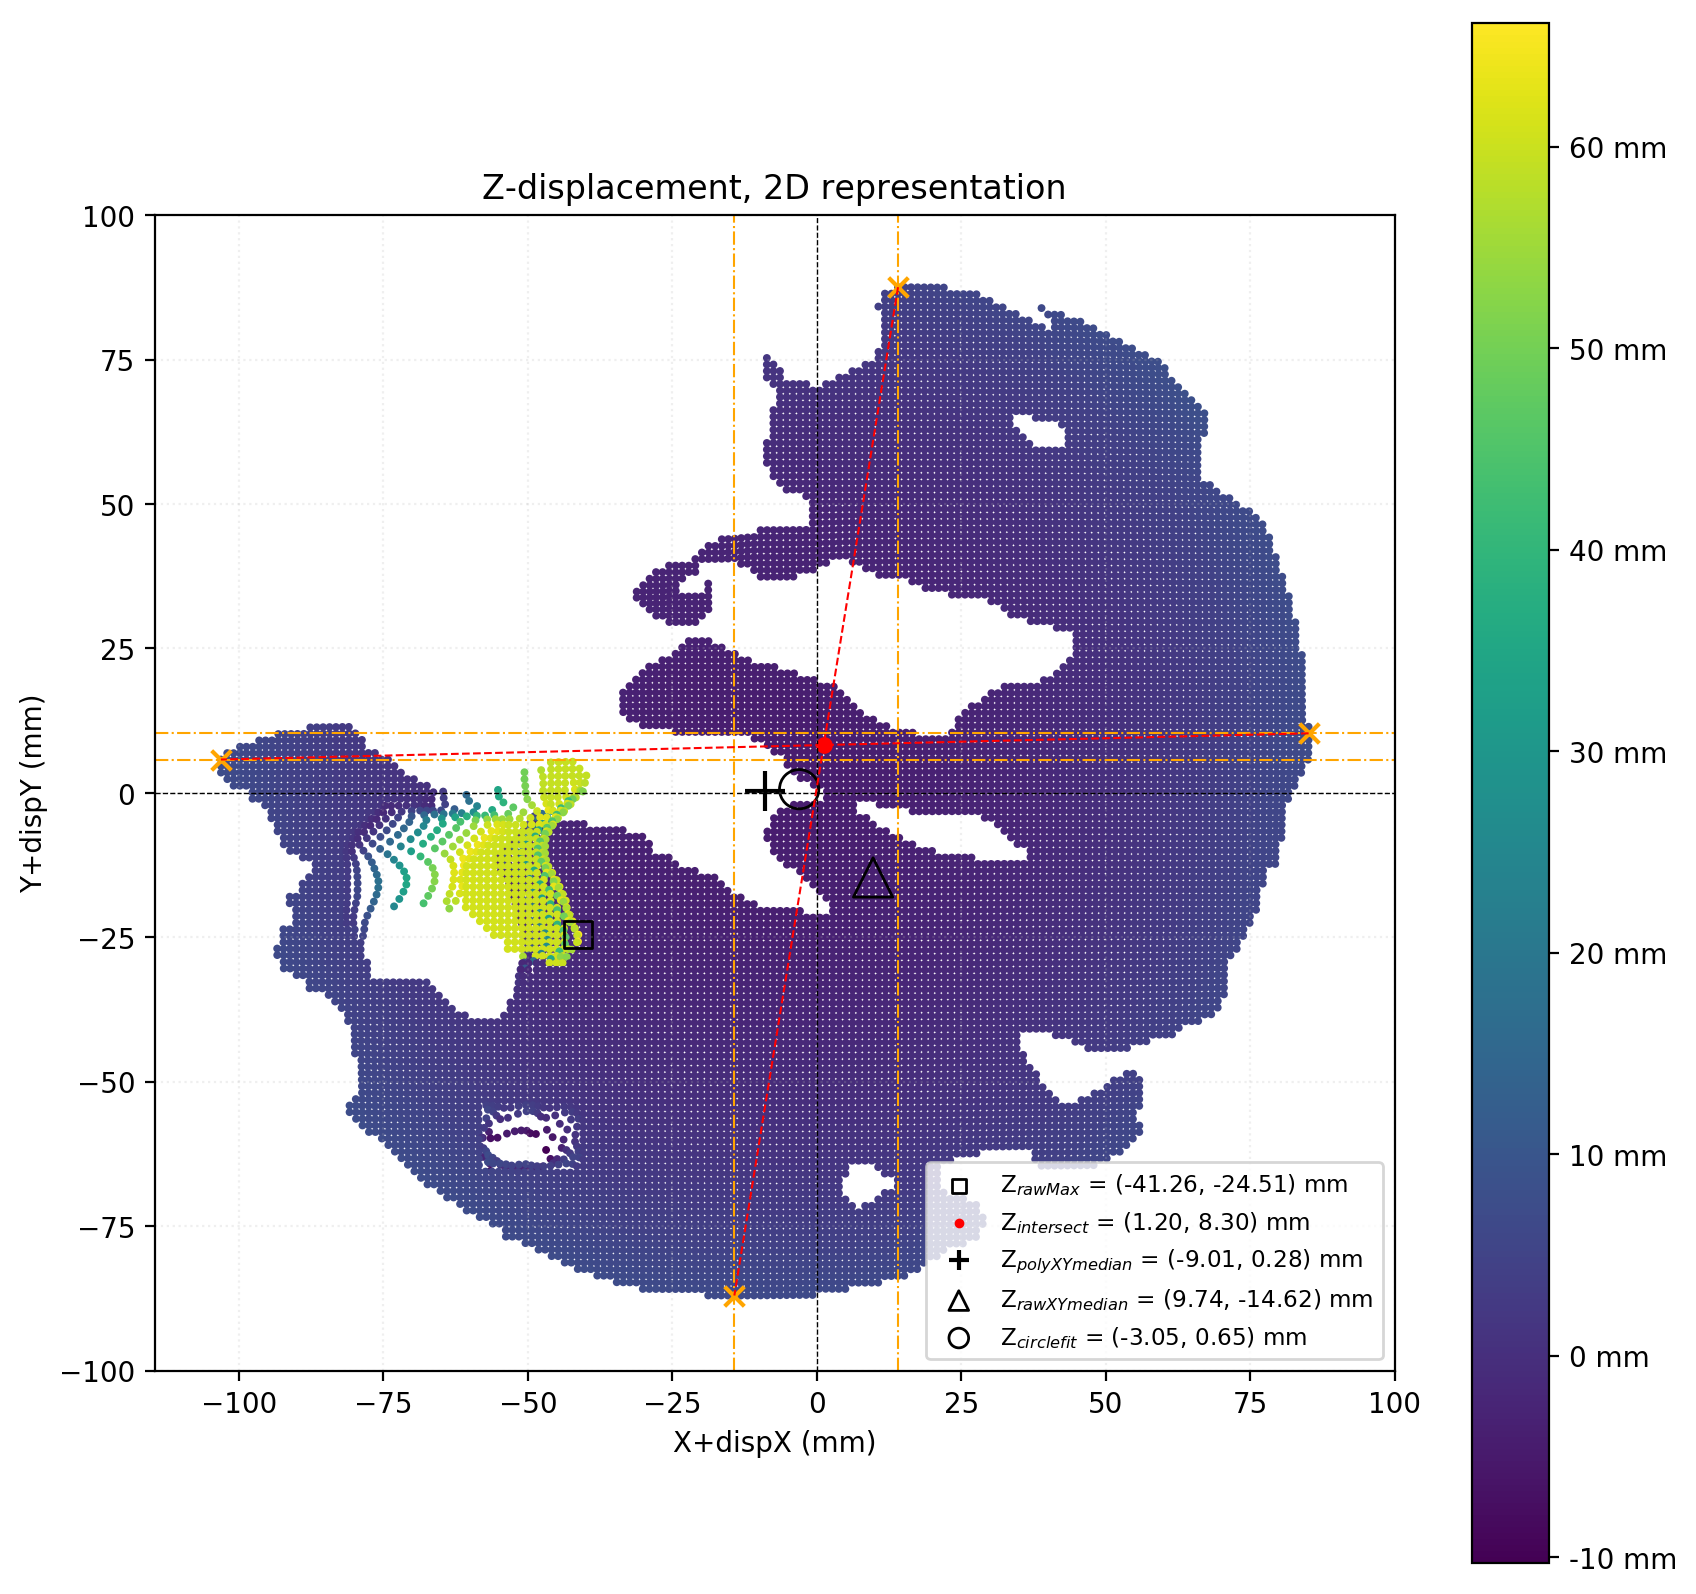 Z-displacement, 2D representation
100
75
50
25
0
−25
−50
−75
−100
Y+dispY (mm)
−100
−75
−50
−25
0
25
50
75
100
X+dispX (mm)
Z_rawMax = (-41.26, -24.51) mm
Z_intersect = (1.20, 8.30) mm
Z_polyXYmedian = (-9.01, 0.28) mm
Z_rawXYmedian = (9.74, -14.62) mm
Z_circlefit = (-3.05, 0.65) mm
60 mm
50 mm
40 mm
30 mm
20 mm
10 mm
0 mm
-10 mm